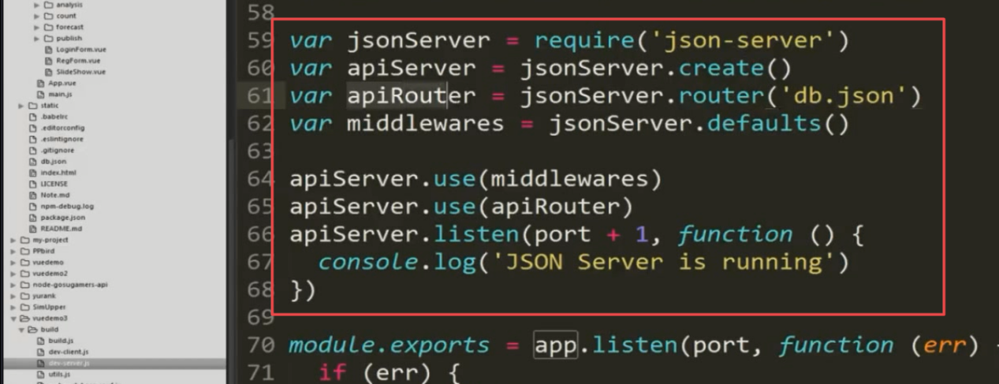 analysis
count
forecast
publish
LoginForm.vue
RegForm.vue
SlideShow.vue
App.vue
main.js
static
.babelrc
.editorconfig
.eslintignore
.gitignore
db.json
index.html
LICENSE
Note.md
npm-debug.log
package.json
README.md
my-project
PPbird
vuedemo
vuedemo2
node-gosugamers-api
yurank
SimUpper
vuedemo3
build
build.js
dev-client.js
dev-server.js
utils.js
58
59 var jsonServer = require('json-server')
60 var apiServer = jsonServer.create()
61 var apiRouter = jsonServer.router('db.json')
62 var middlewares = jsonServer.defaults()
63
64 apiServer.use(middlewares)
65 apiServer.use(apiRouter)
66 apiServer.listen(port + 1, function () {
67 console.log('JSON Server is running')
68 })
69
70 module.exports = app.listen(port, function (err) {
71 if (err) {